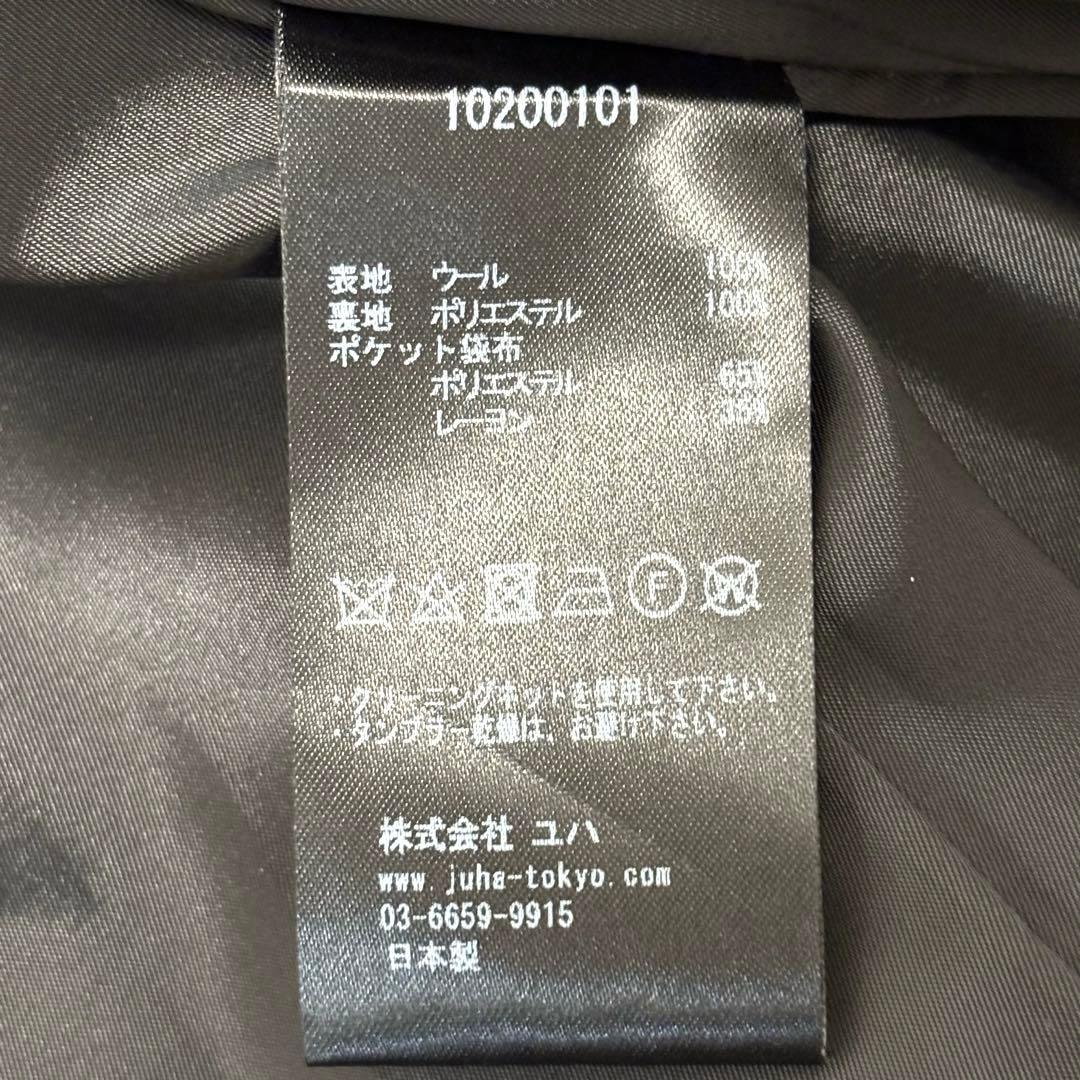 10200101
表地 ウール 100%
裏地 ポリエステル 100%
ポケット袋布
ポリエステル 65%
レーヨン 35%
F
W
・クリーニングネットを使用して下さい。
・タンブラー乾燥は、お避け下さい。
株式会社 ユハ
www.juha-tokyo.com
03-6659-9915
日本製